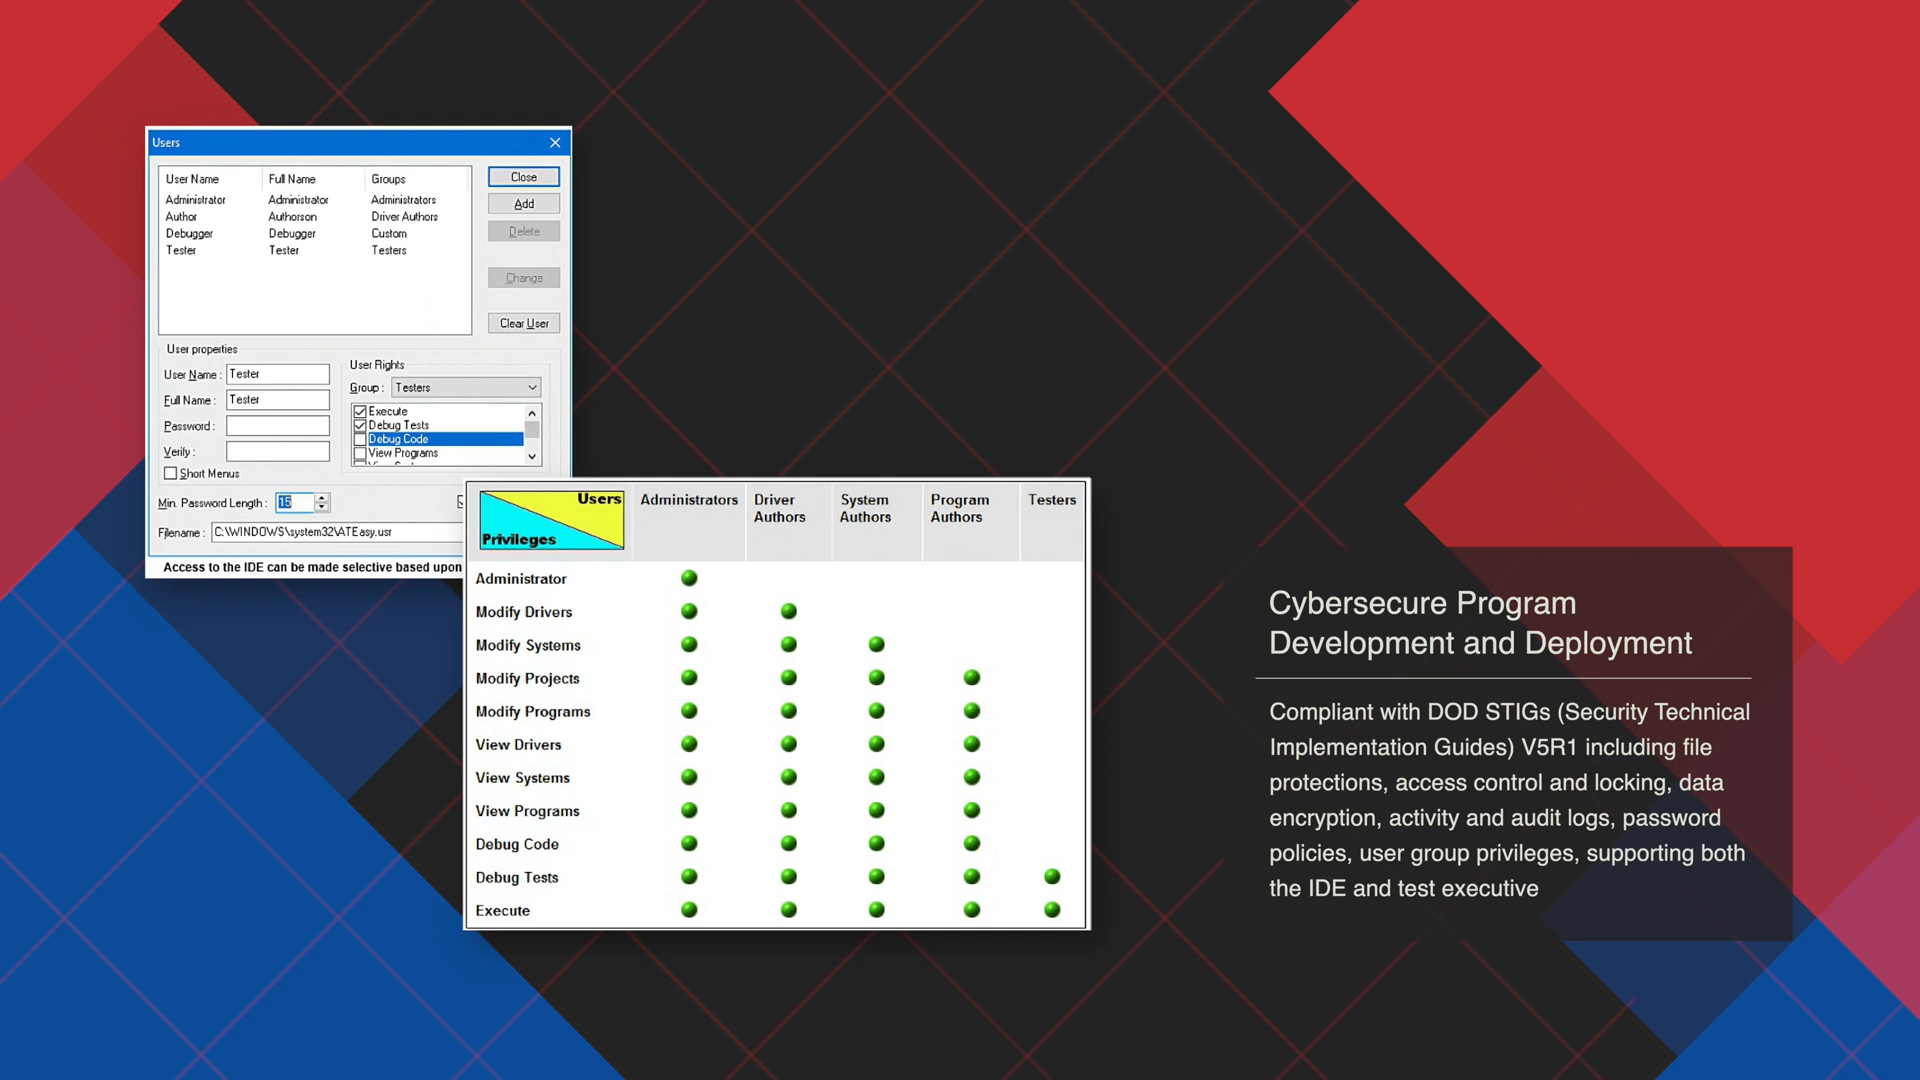 Users
User Name Full Name Groups
Administrator Administrator Administrators
Author Authorson Driver Authors
Debugger Debugger Custom
Tester Tester Testers
Close
Add
Delete
Change
Clear User
User properties
User Name : Tester
Full Name : Tester
Password :
Verify :
Short Menus
User Rights
Group : Testers
Execute
Debug Tests
Debug Code
View Programs
Min. Password Length : 15
Filename : C:\WINDOWS\system32\ATEasy.usr
Access to the IDE can be made selective based upon
Users
Privileges
Administrators
Driver
Authors
System
Authors
Program
Authors
Testers
Administrator
Modify Drivers
Modify Systems
Modify Projects
Modify Programs
View Drivers
View Systems
View Programs
Debug Code
Debug Tests
Execute
Cybersecure Program
Development and Deployment
Compliant with DOD STIGs (Security Technical
Implementation Guides) V5R1 including file
protections, access control and locking, data
encryption, activity and audit logs, password
policies, user group privileges, supporting both
the IDE and test executive